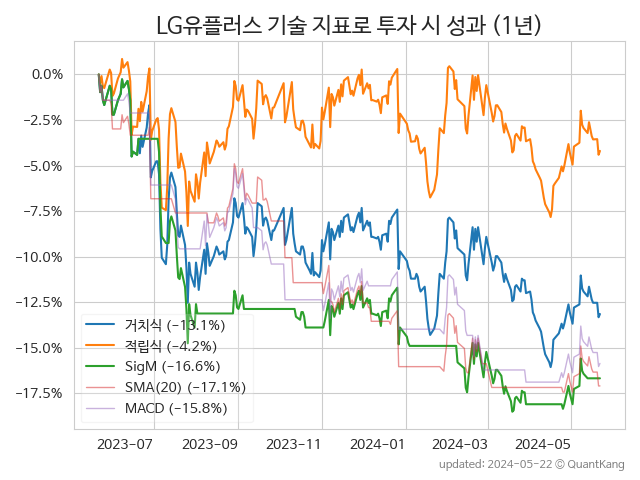 LG유플러스 기술 지표로 투자 시 성과 (1년)
0.0%
−2.5%
−5.0%
−7.5%
−10.0%
−12.5%
−15.0%
−17.5%
거치식 (−13.1%)
적립식 (−4.2%)
SigM (−16.6%)
SMA(20) (−17.1%)
MACD (−15.8%)
2023−07 2023−09 2023−11 2024−01 2024−03 2024−05
updated: 2024-05-22 © QuantKang